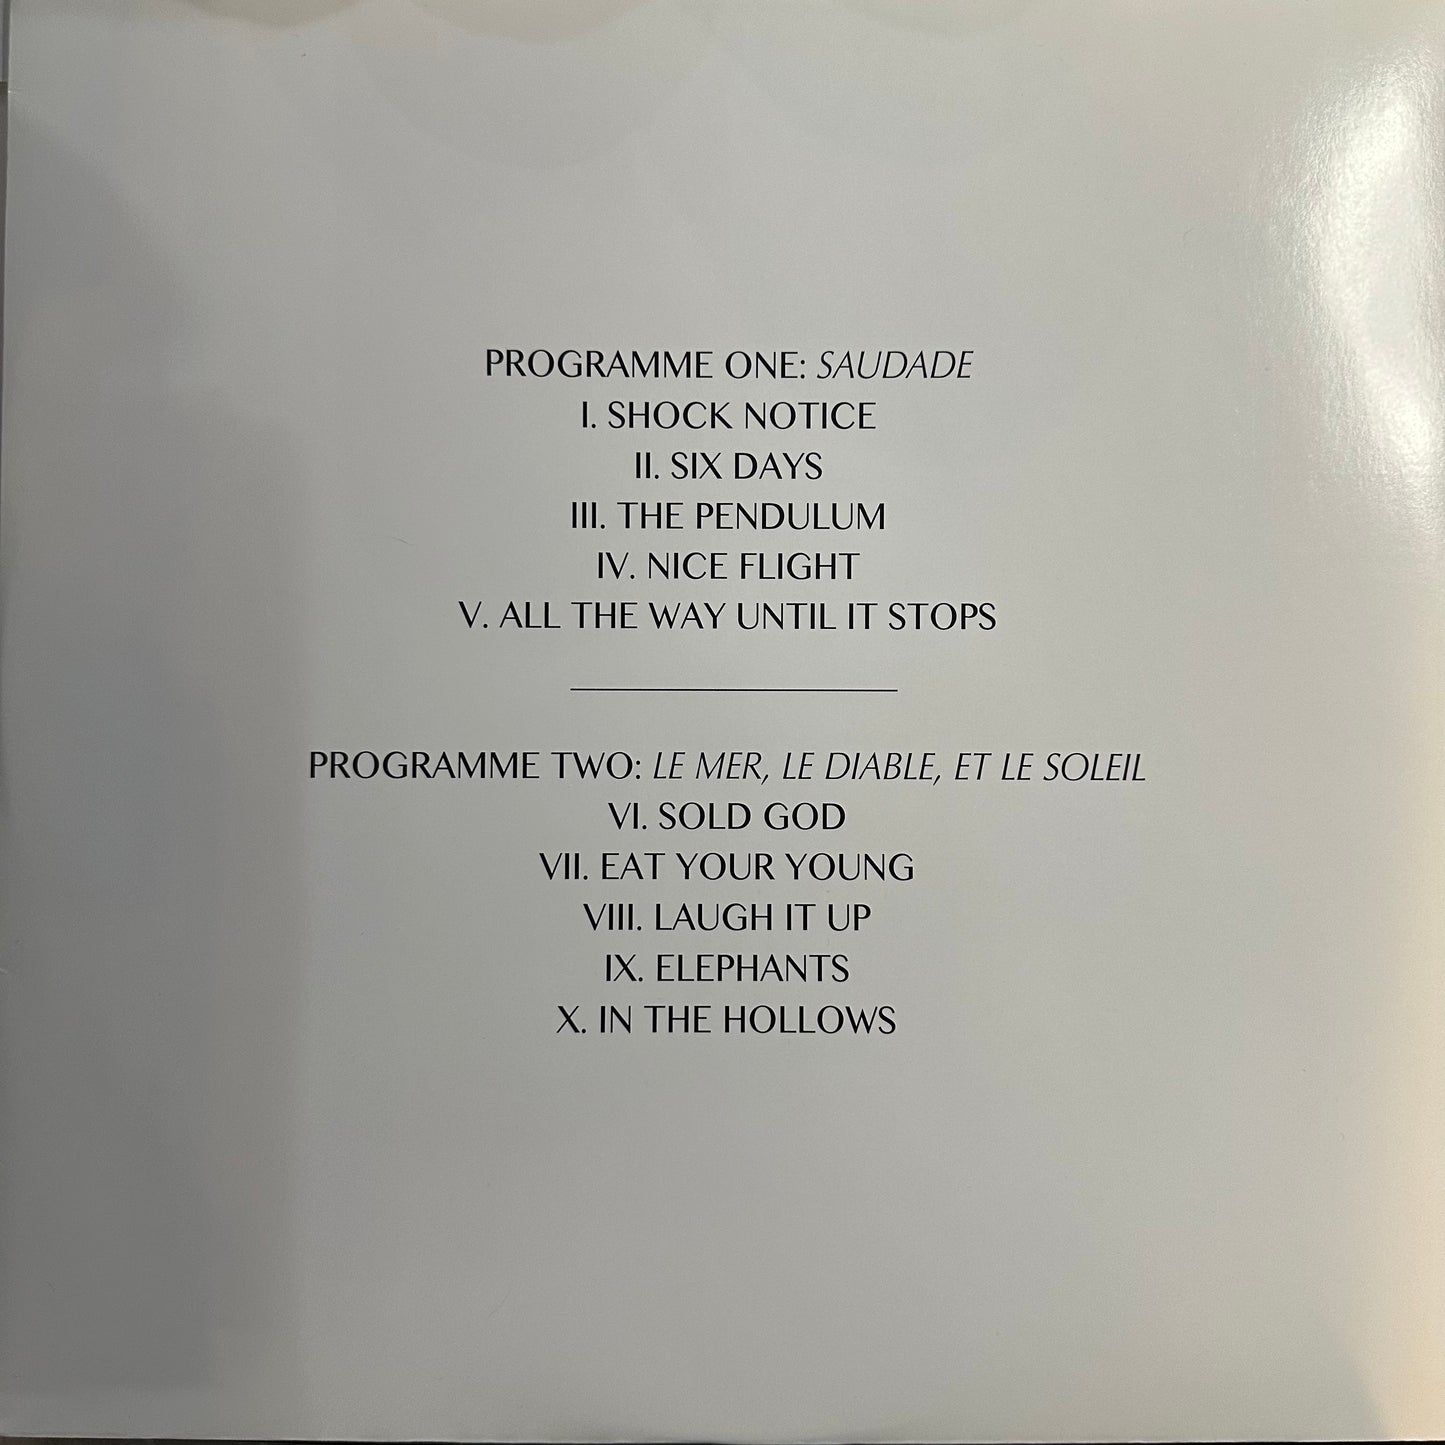 PROGRAMME ONE: SAUDADE
I. SHOCK NOTICE
II. SIX DAYS
III. THE PENDULUM
IV. NICE FLIGHT
V. ALL THE WAY UNTIL IT STOPS
PROGRAMME TWO: LE MER, LE DIABLE, ET LE SOLEIL
VI. SOLD GOD
VII. EAT YOUR YOUNG
VIII. LAUGH IT UP
IX. ELEPHANTS
X. IN THE HOLLOWS